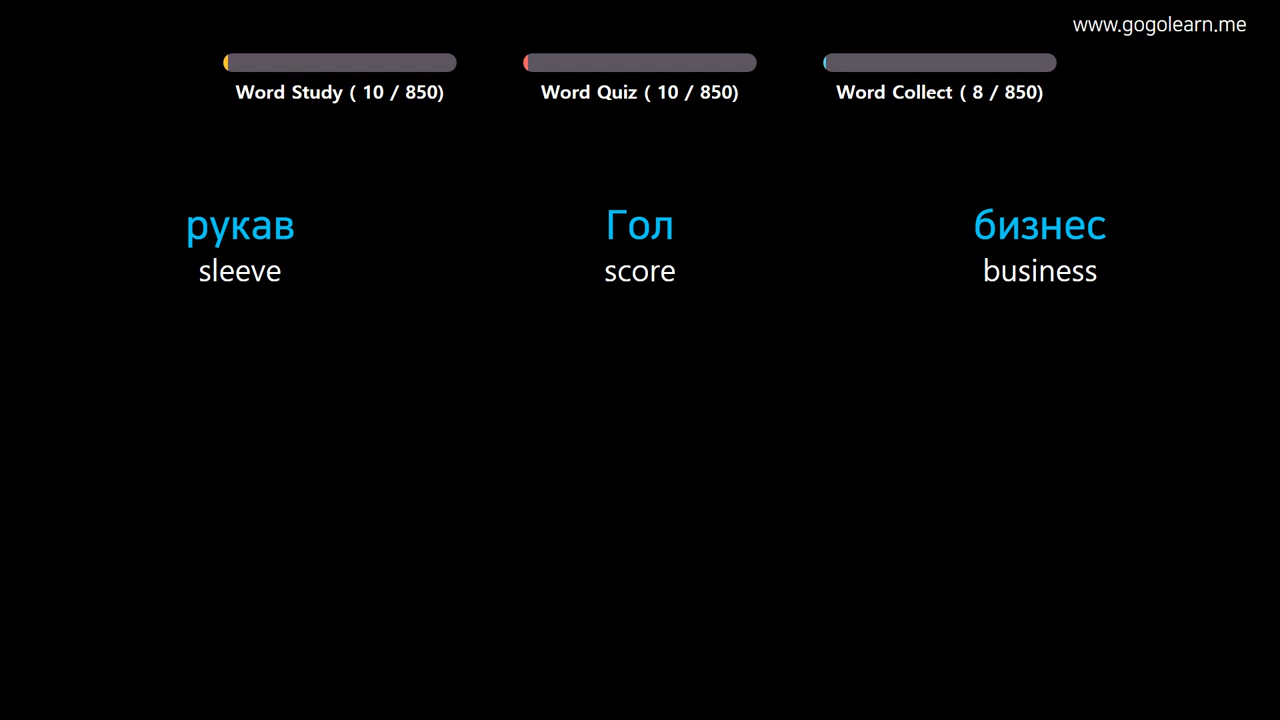 www.gogolearn.me
Word Study ( 10 / 850)
Word Quiz ( 10 / 850)
Word Collect ( 8 / 850)
рукав
sleeve
Гол
score
бизнес
business